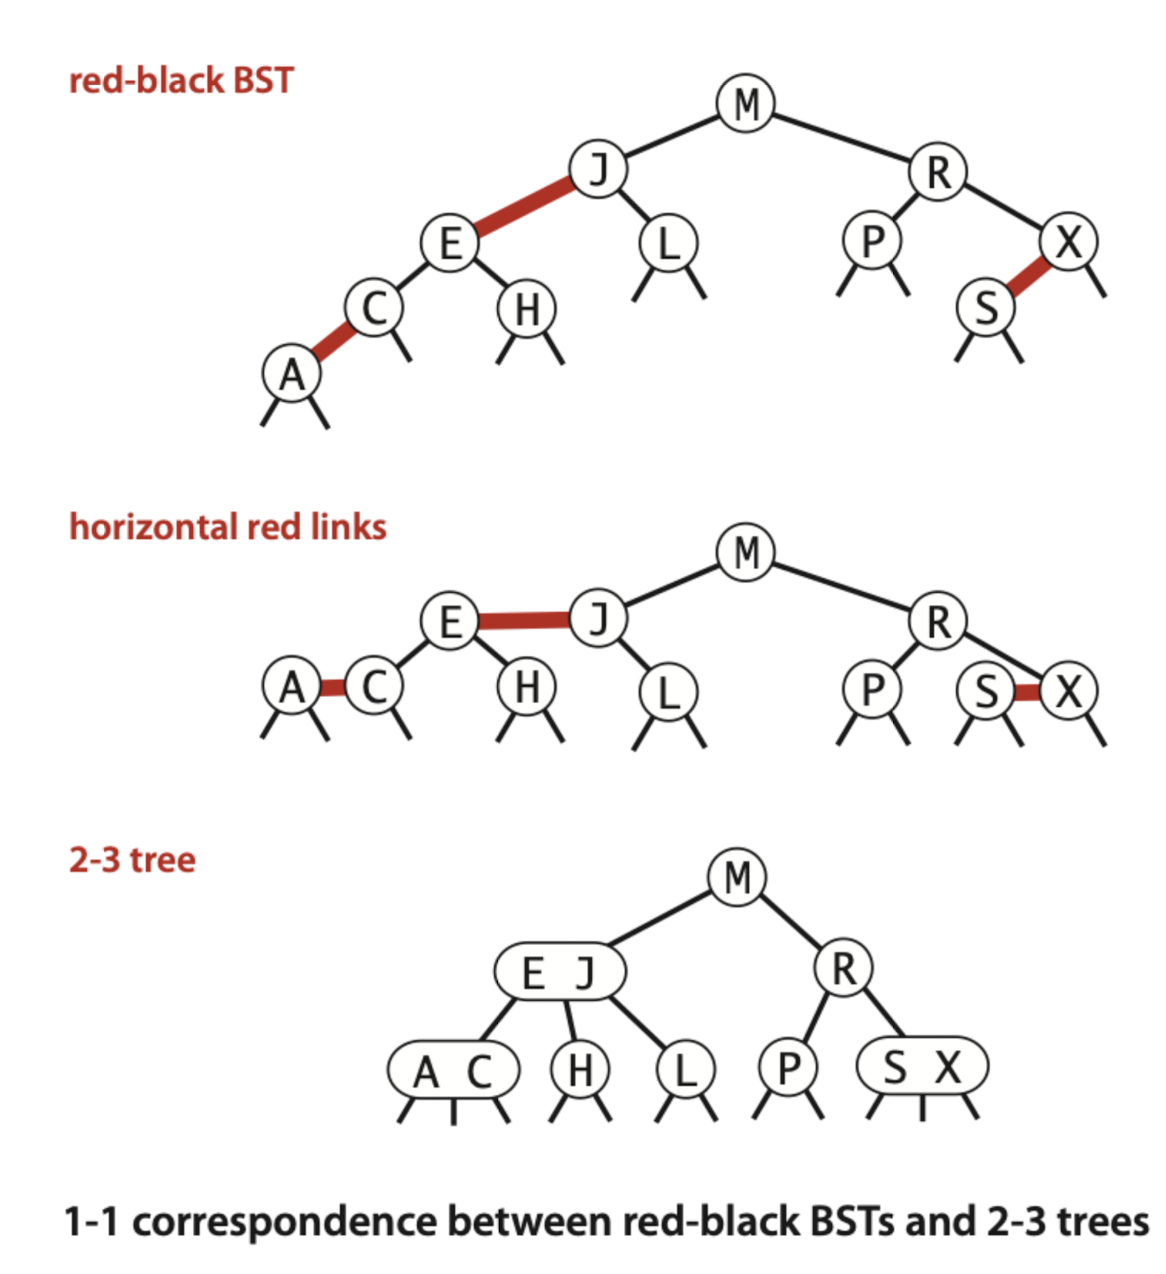 red-black BST
M
J R
E L P X
C H S
A
horizontal red links
M
E J R
A C H L P S X
2-3 tree
M
E J R
A C H L P S X
1-1 correspondence between red-black BSTs and 2-3 trees